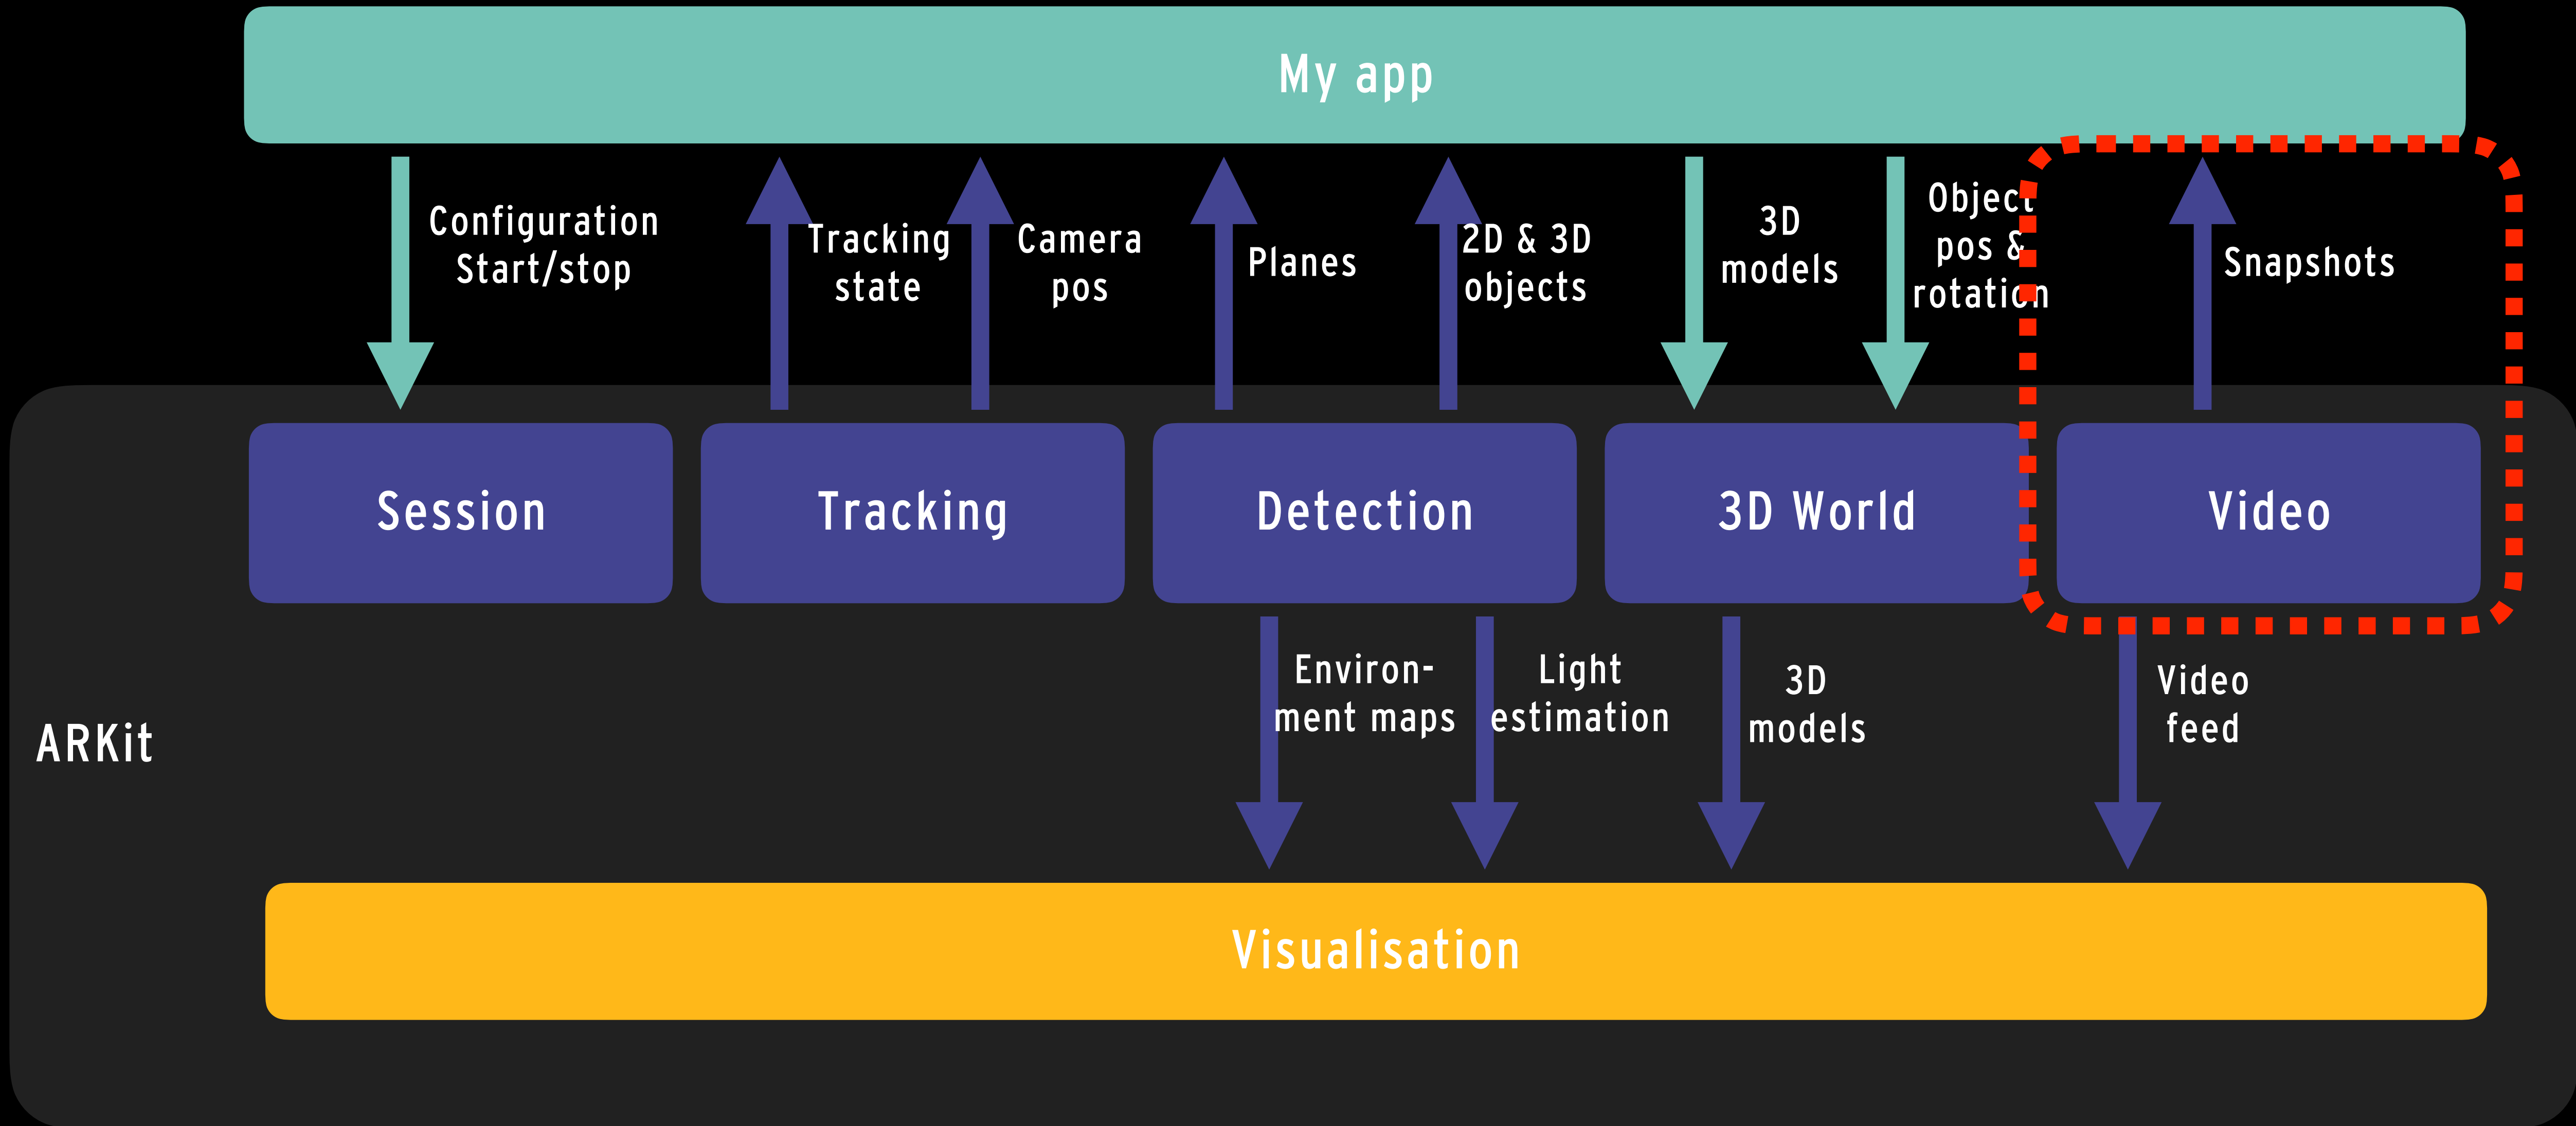 My app
Configuration
Start/stop
Tracking
state
Camera
pos
Planes
2D & 3D
objects
3D
models
Object
pos &
rotation
Snapshots
Session
Tracking
Detection
3D World
Video
Environ-
ment maps
Light
estimation
3D
models
Video
feed
ARKit
Visualisation